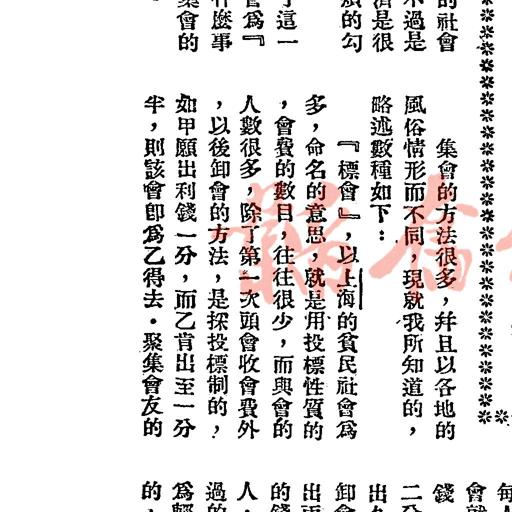 的社會
不過是
是很
的勾
了這一
爲『
麽事
集會的
集會的方法很多，幷且以各地的
風俗情形而不同，現就我所知道的，
略述數種如下：
『標會』，以上海的貧民社會爲
多，命名的意思，就是用投標性質的
，會費的數目，往往很少，而與會的
人數很多，除了第一次頭會收會費外
，以後卸會的方法，是採投標制的，
如甲願出利錢一分，而乙肯出至一分
半，則該會卽爲乙得去．聚集會友的
每
會
錢
二
出
卸
出
的
人，
過的
爲
的，